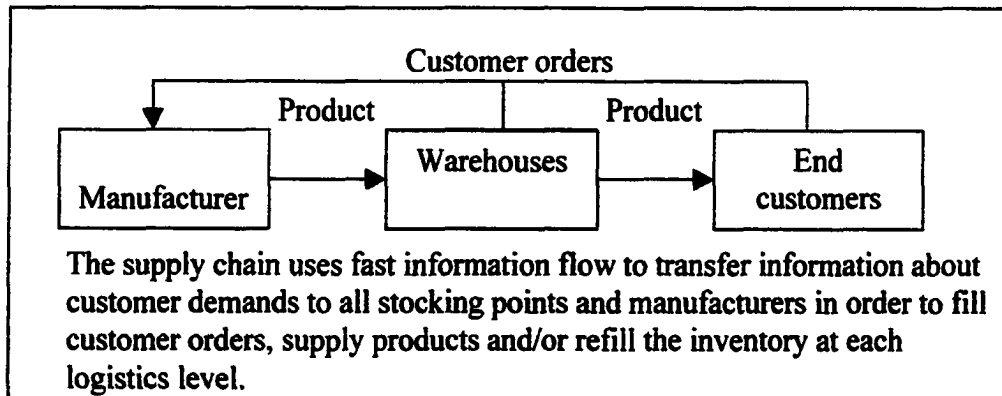 Customer orders
Product
Product
Manufacturer
Warehouses
End
customers
The supply chain uses fast information flow to transfer information about
customer demands to all stocking points and manufacturers in order to fill
customer orders, supply products and/or refill the inventory at each
logistics level.